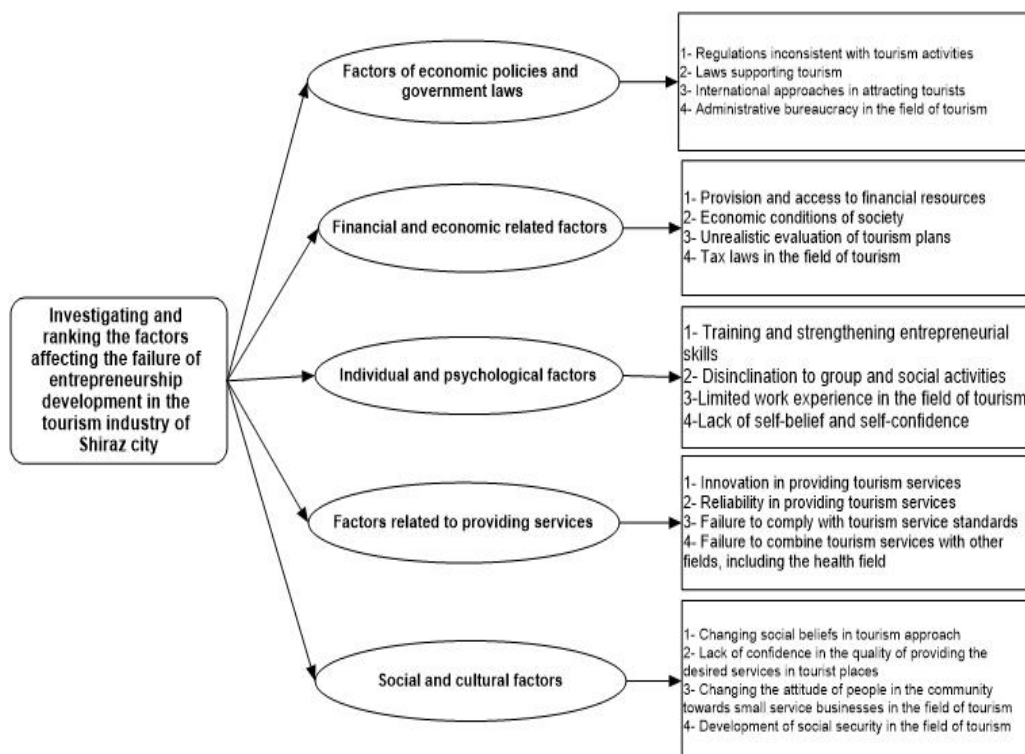 Investigating and
ranking the factors
affecting the failure of
entrepreneurship
development in the
tourism industry of
Shiraz city
Factors of economic policies and
government laws
1- Regulations inconsistent with tourism activities
2- Laws supporting tourism
3- International approaches in attracting tourists
4- Administrative bureaucracy in the field of tourism
Financial and economic related factors
1- Provision and access to financial resources
2- Economic conditions of society
3- Unrealistic evaluation of tourism plans
4- Tax laws in the field of tourism
Individual and psychological factors
1- Training and strengthening entrepreneurial
skills
2- Disinclination to group and social activities
3-Limited work experience in the field of tourism
4-Lack of self-belief and self-confidence
Factors related to providing services
1- Innovation in providing tourism services
2- Reliability in providing tourism services
3- Failure to comply with tourism service standards
4- Failure to combine tourism services with other
fields, including the health field
Social and cultural factors
1- Changing social beliefs in tourism approach
2- Lack of confidence in the quality of providing the
desired services in tourist places
3- Changing the attitude of people in the community
towards small service businesses in the field of tourism
4- Development of social security in the field of tourism